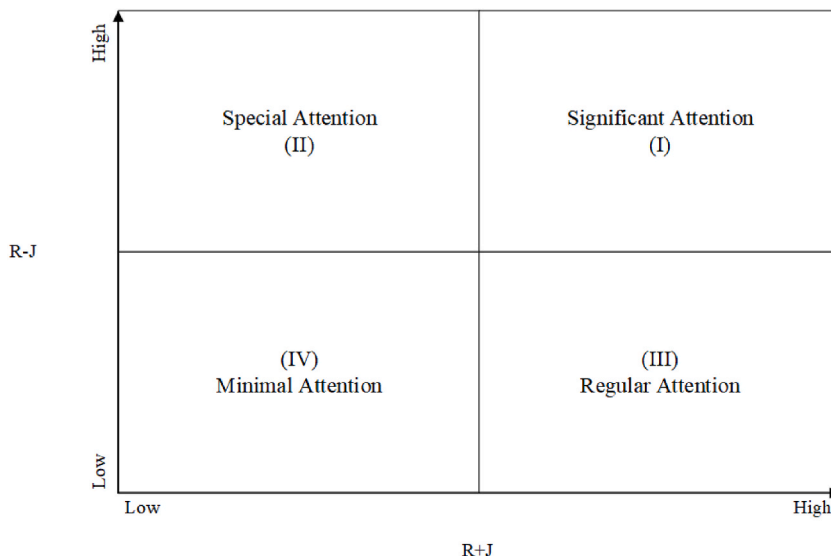 High
Special Attention
(II)
Significant Attention
(I)
R-J
(IV)
Minimal Attention
(III)
Regular Attention
Low
Low
High
R+J